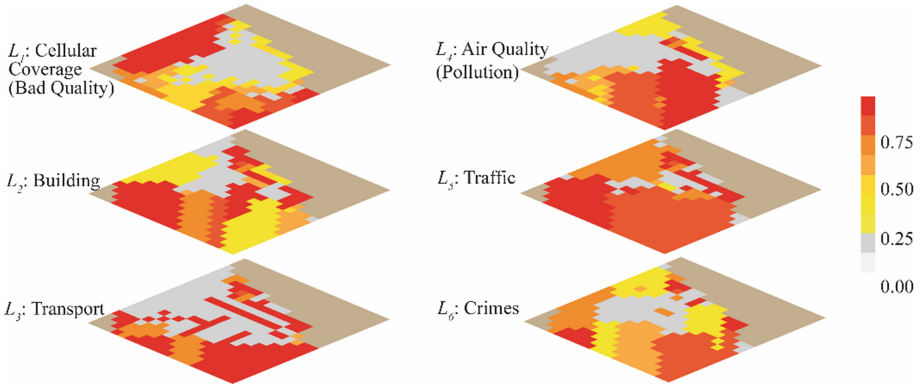 L1: Cellular
Coverage
(Bad Quality)
L4: Air Quality
(Pollution)
L2: Building
L5: Traffic
L3: Transport
L6: Crimes
0.75
0.50
0.25
0.00